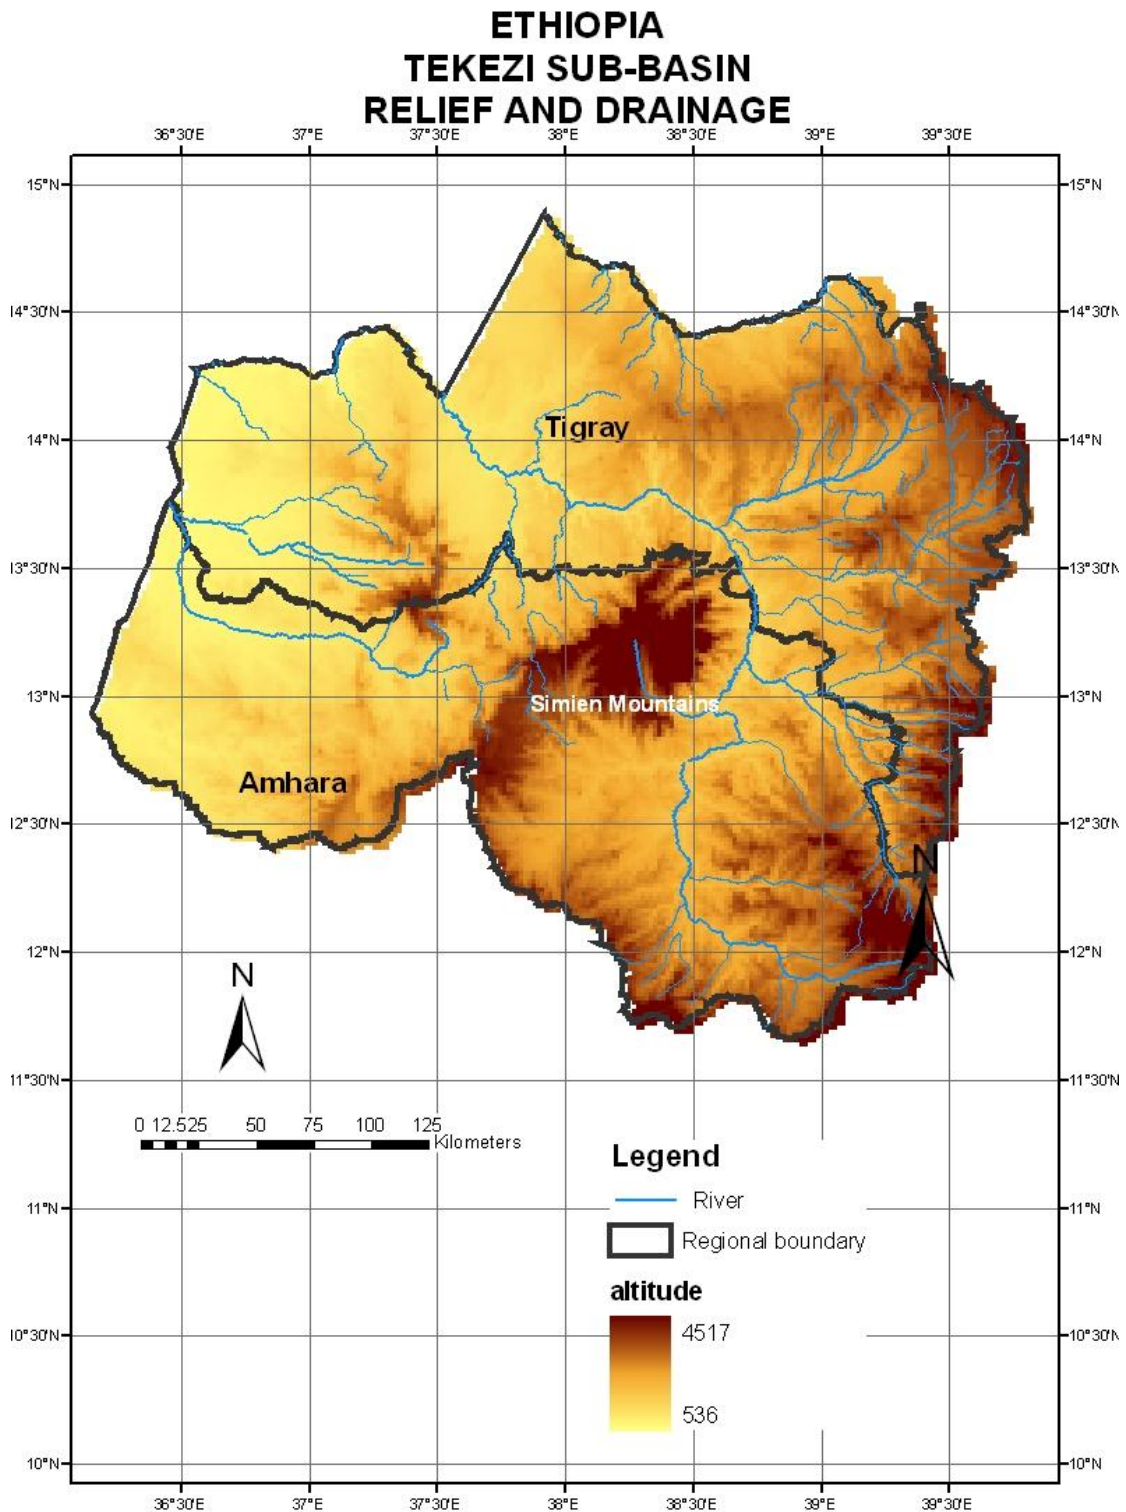 ETHIOPIA
TEKEZI SUB-BASIN
RELIEF AND DRAINAGE
36°30'E 37°E 37°30'E 38°E 38°30'E 39°E 39°30'E
15°N 15°N
14°30'N 14°30'N
Tigray
14°N 14°N
13°30'N 13°30'N
13°N 13°N
Simien Mountains
Amhara
12°30'N 12°30'N
N
12°N 12°N
N
11°30'N 11°30'N
0 12.525 50 75 100 125
Kilometers
Legend
River
11°N 11°N
Regional boundary
altitude
4517
10°30'N 10°30'N
536
10°N 10°N
36°30'E 37°E 37°30'E 38°E 38°30'E 39°E 39°30'E